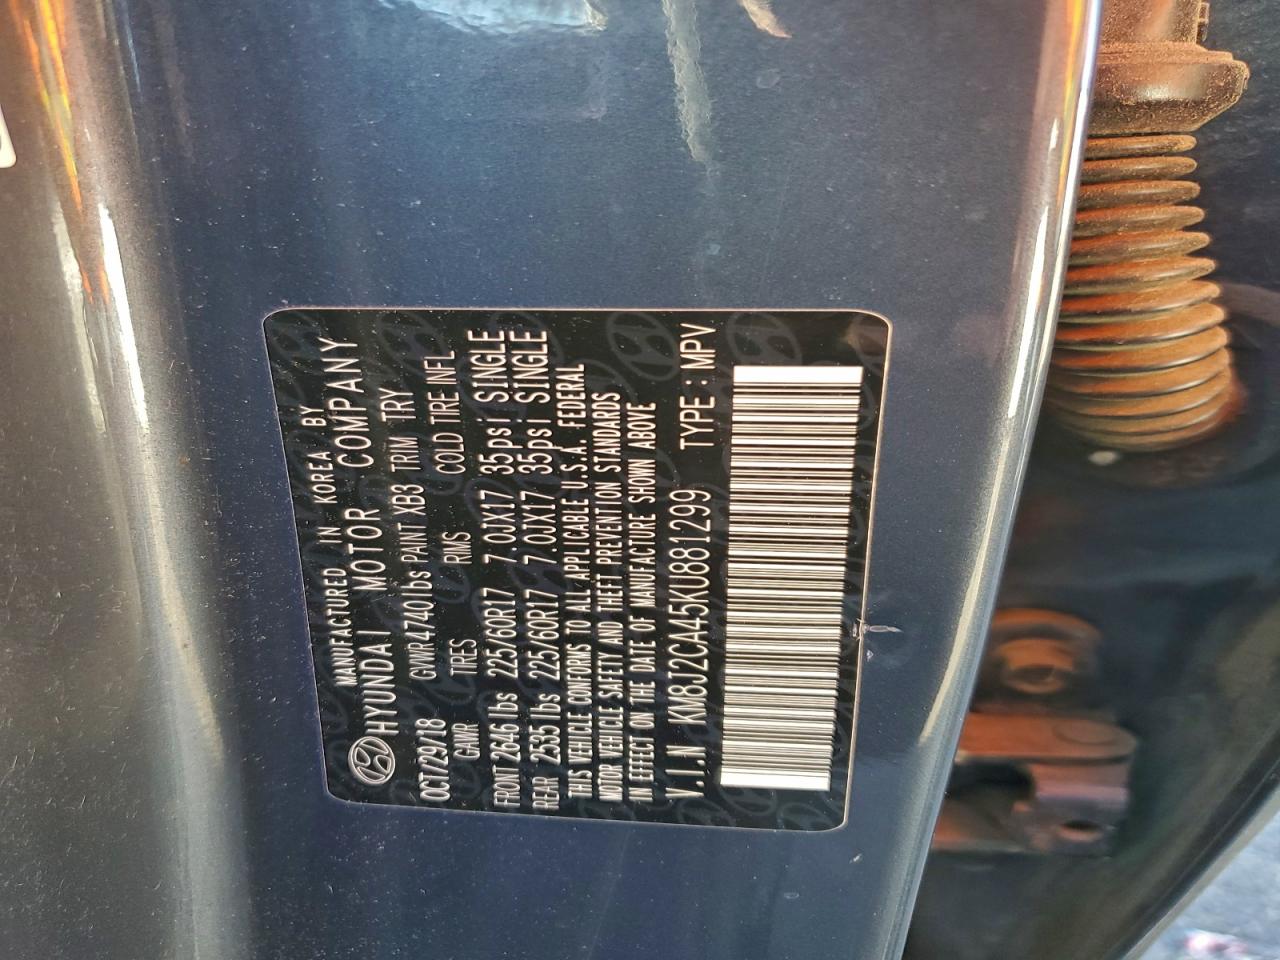 MANUFACTURED IN KOREA BY
HYUNDAI MOTOR COMPANY
OCT/29/18 GVWR 4740lbs PAINT XB3 TRIM TRY
GAWR TIRES RIMS COLD TIRE INFL
FRONT 2646 lbs 225/60R17 7.0JX17 35psi SINGLE
REAR 2535 lbs 225/60R17 7.0JX17 35psi SINGLE
THIS VEHICLE CONFORMS TO ALL APPLICABLE U.S.A. FEDERAL
MOTOR VEHICLE SAFETY AND THEFT PREVENTION STANDARDS
IN EFFECT ON THE DATE OF MANUFACTURE SHOWN ABOVE
V.I.N KM8J2CA45KU881299 TYPE : MPV